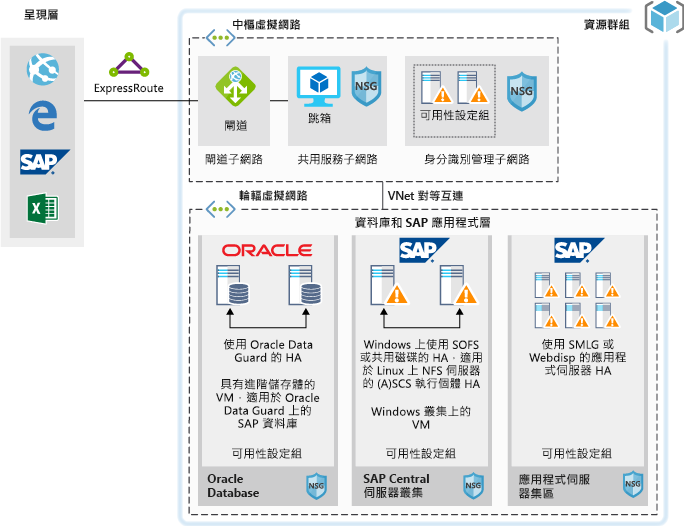 呈現層
SAP
X
ExpressRoute
資源群組
中樞虛擬網路
閘道
閘道子網路
跳箱
NSG
共用服務子網路
可用性設定組
NSG
身分識別管理子網路
VNet 對等互連
輪輻虛擬網路
資料庫和 SAP 應用程式層
ORACLE
使用 Oracle Data
Guard 的 HA
具有進階儲存體的
VM，適用於 Oracle
Data Guard 上的
SAP 資料庫
可用性設定組
Oracle
Database
NSG
SAP
Windows 上使用 SOFS
或共用磁碟的 HA，適用
於 Linux 上 NFS 伺服器
的 (A)SCS 執行個體 HA
Windows 叢集上的
VM
可用性設定組
SAP Central
伺服器叢集
NSG
SAP
使用 SMLG 或
Webdisp 的應用程
式伺服器 HA
可用性設定組
應用程式伺服
器集區
NSG